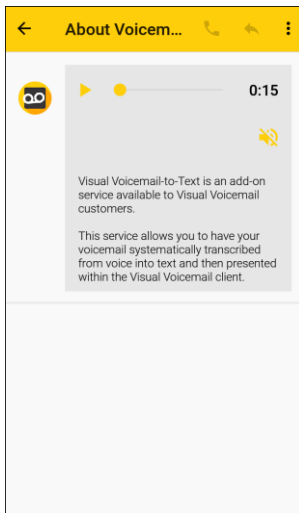 About Voicem...
0:15
Visual Voicemail-to-Text is an add-on
service available to Visual Voicemail
customers.
This service allows you to have your
voicemail systematically transcribed
from voice into text and then presented
within the Visual Voicemail client.